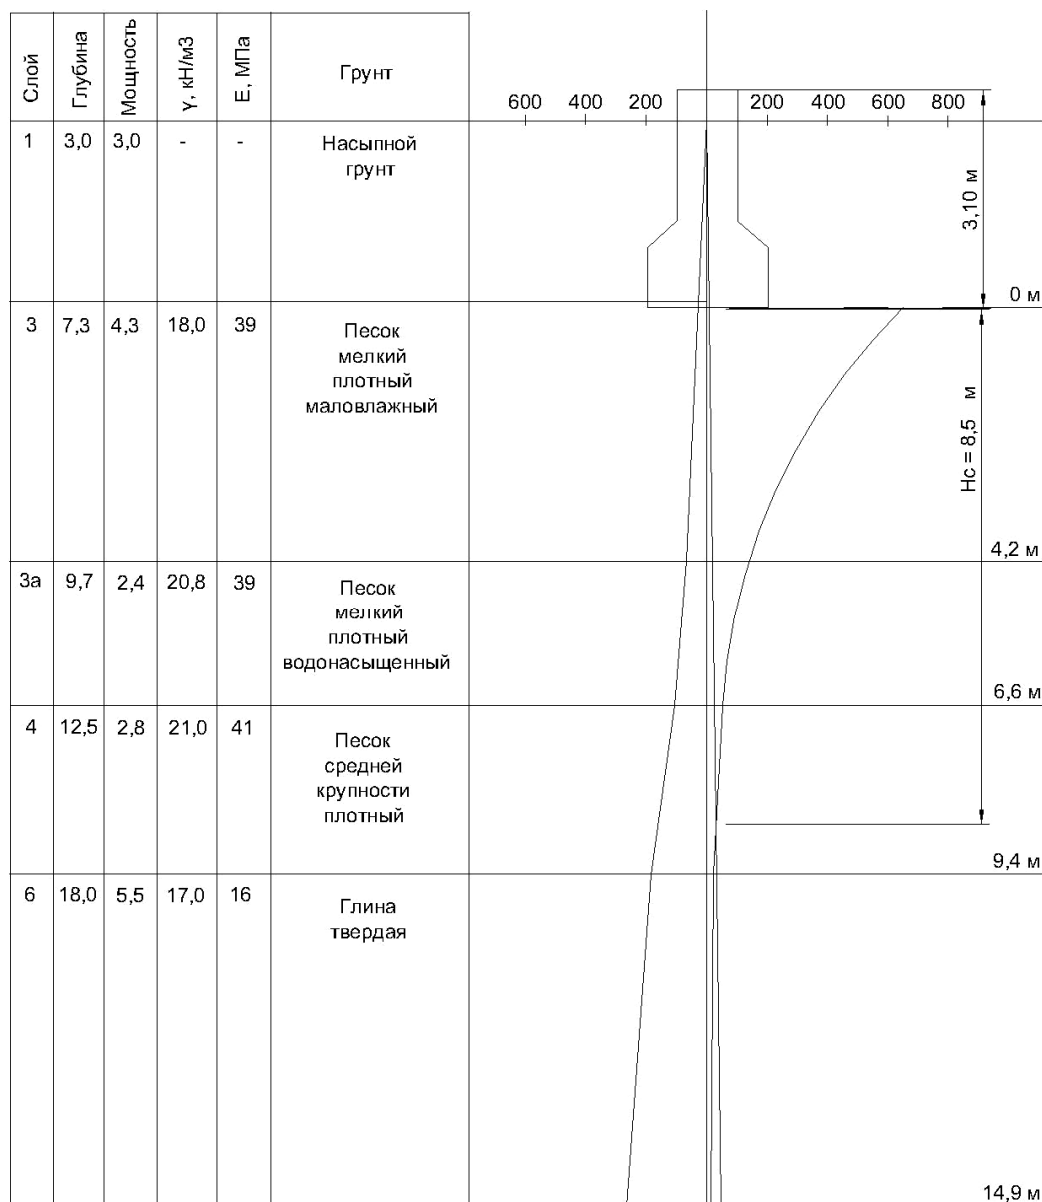 Слой
Глубина
Мощность
γ, кН/м3
E, МПа
Грунт
600 400 200 200 400 600 800
1 3,0 3,0 - - Насыпной
грунт
3,10 м
0 м
3 7,3 4,3 18,0 39 Песок
мелкий
плотный
маловлажный
Hc = 8,5 м
4,2 м
3а 9,7 2,4 20,8 39 Песок
мелкий
плотный
водонасыщенный
6,6 м
4 12,5 2,8 21,0 41 Песок
средней
крупности
плотный
9,4 м
6 18,0 5,5 17,0 16 Глина
твердая
14,9 м